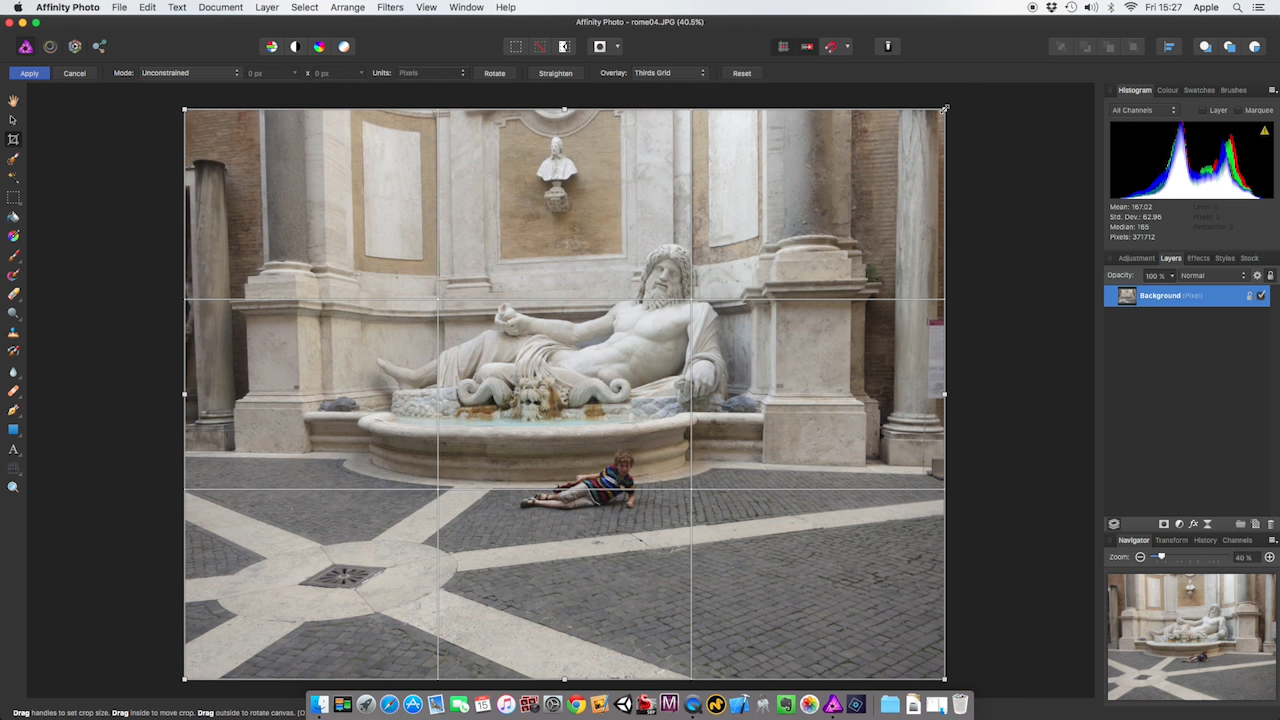 Affinity Photo File Edit Text Document Layer Select Arrange Filters View Window Help Fri 15:27 Apple
Affinity Photo - rome04.JPG (40.5%)
Apply Cancel Mode: Unconstrained 0 px x 0 px Units: Pixels Rotate Straighten Overlay: Thirds Grid Reset
Histogram Colour Swatches Brushes
All Channels Layer Marquee
Mean: 167.02
Std. Dev.: 62.96
Median: 165
Pixels: 371712
Adjustment Layers Effects Styles Stock
Opacity: 100 % Normal
Background (Pixel)
Navigator Transform History Channels
Zoom: 40 %
Drag handles to set crop size. Drag inside to move crop. Drag outside to rotate canvas.